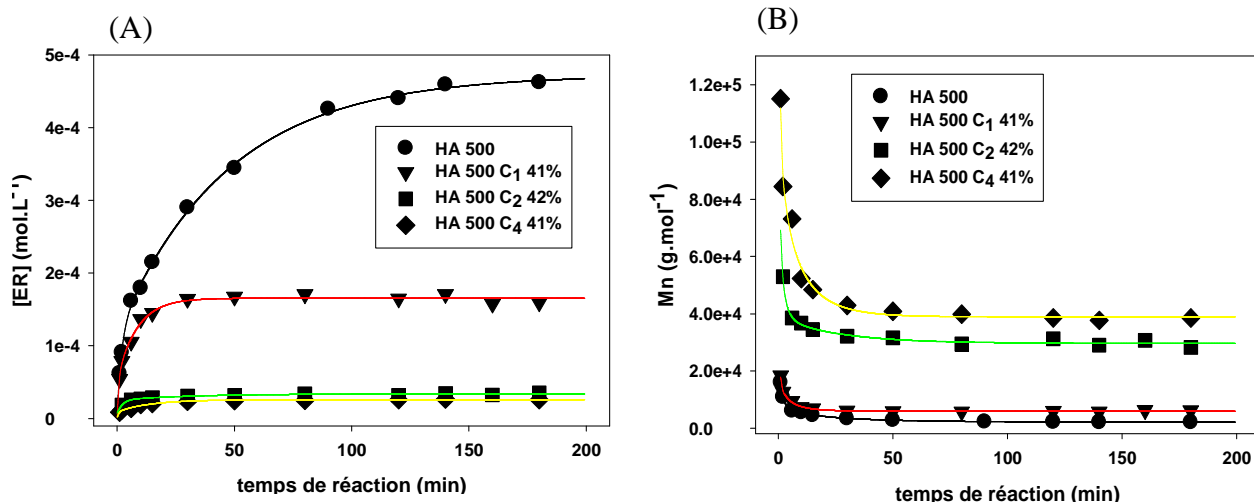 (A)
5e-4
4e-4
3e-4
2e-4
1e-4
0
[ER] (mol.L⁻¹)
HA 500
HA 500 C₁ 41%
HA 500 C₂ 42%
HA 500 C₄ 41%
0 50 100 150 200
temps de réaction (min)
(B)
1.2e+5
1.0e+5
8.0e+4
6.0e+4
4.0e+4
2.0e+4
0.0
Mn (g.mol⁻¹)
HA 500
HA 500 C₁ 41%
HA 500 C₂ 42%
HA 500 C₄ 41%
0 50 100 150 200
temps de réaction (min)